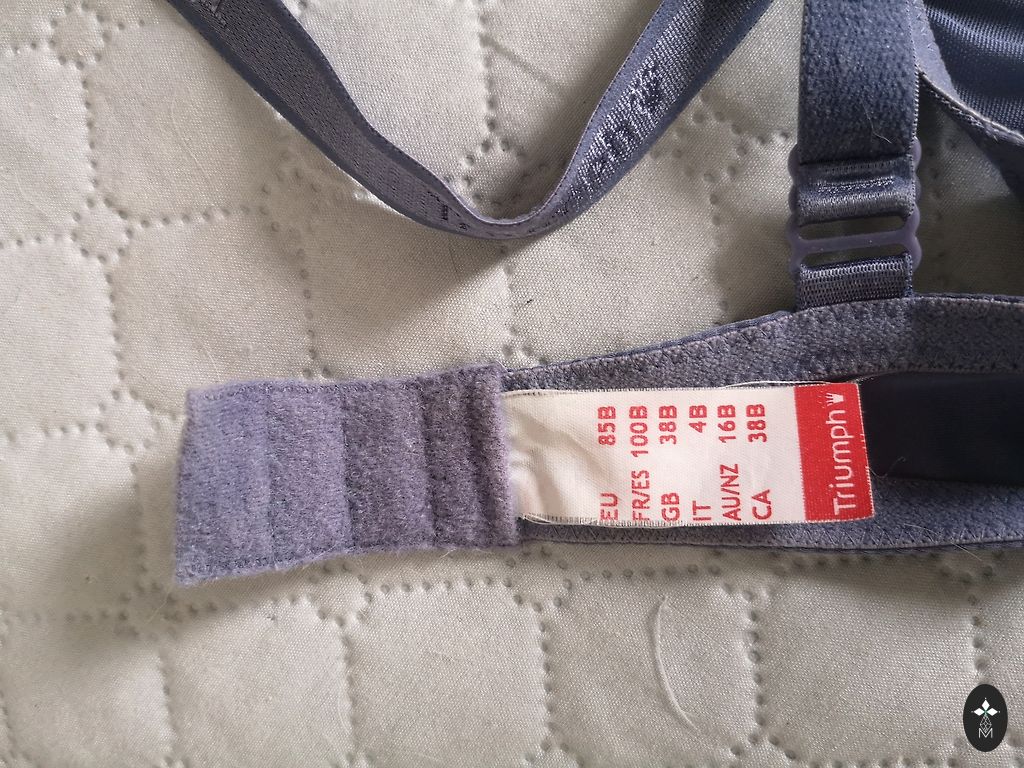 EU 85B
FR/ES 100B
GB 38B
IT 4B
AU/NZ 16B
CA 38B
Triumph
M